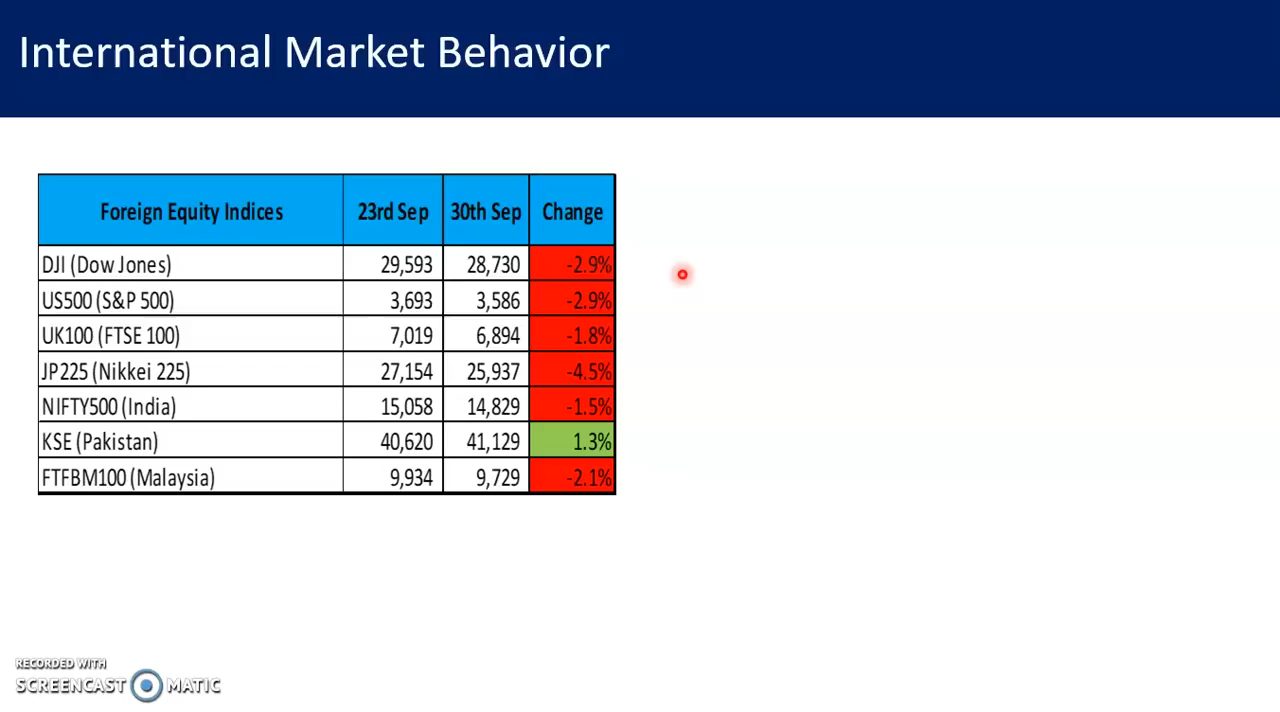 International Market Behavior
Foreign Equity Indices 23rd Sep 30th Sep Change
DJI (Dow Jones) 29,593 28,730 -2.9%
US500 (S&P 500) 3,693 3,586 -2.9%
UK100 (FTSE 100) 7,019 6,894 -1.8%
JP225 (Nikkei 225) 27,154 25,937 -4.5%
NIFTY500 (India) 15,058 14,829 -1.5%
KSE (Pakistan) 40,620 41,129 1.3%
FTFBM100 (Malaysia) 9,934 9,729 -2.1%
RECORDED WITH
SCREENCAST MATIC